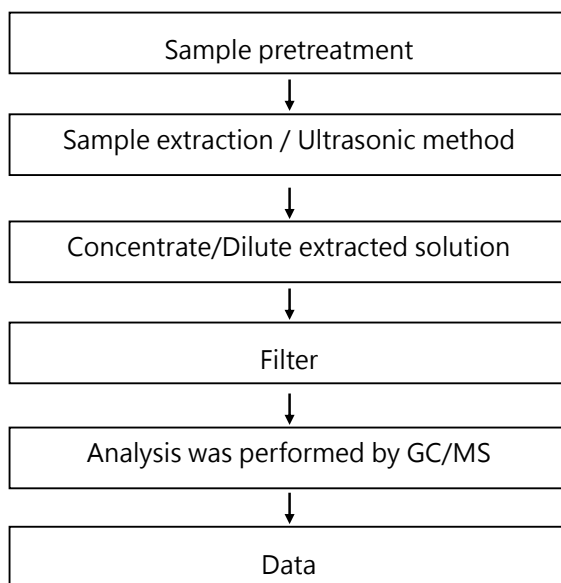 Sample pretreatment
Sample extraction / Ultrasonic method
Concentrate/Dilute extracted solution
Filter
Analysis was performed by GC/MS
Data